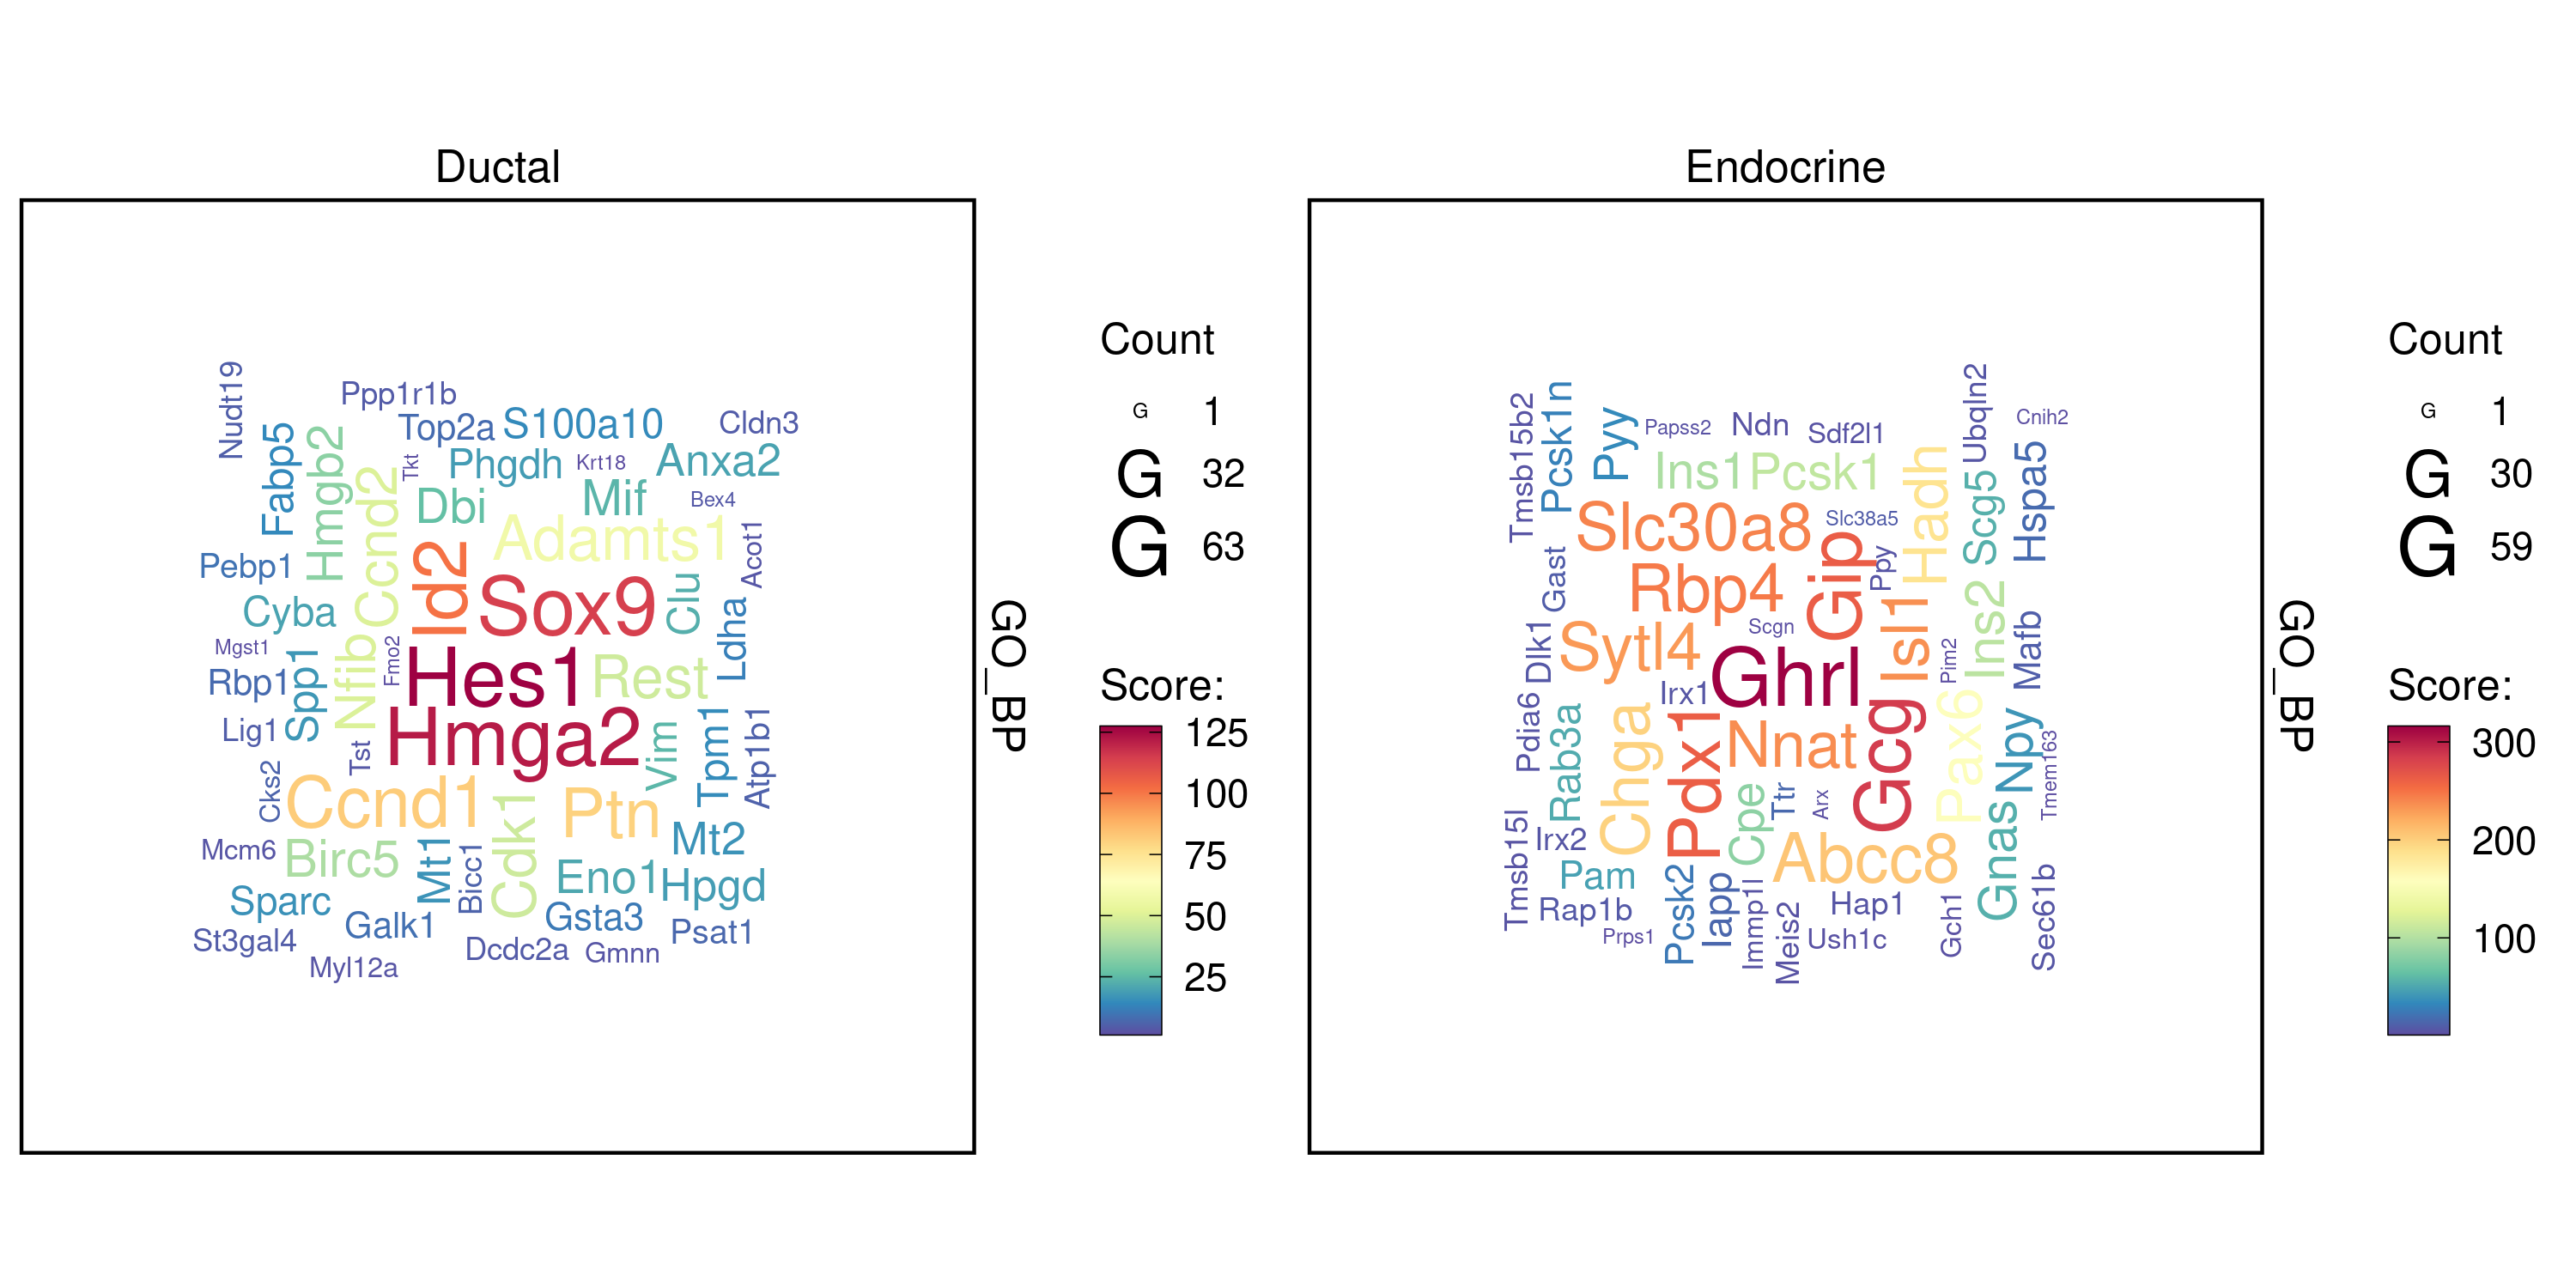 Ductal
Nudt19
Ppp1r1b
Top2a
S100a10
Cldn3
Fabp5
Hmgb2
Ccnd2
Tkt
Phgdh
Krt18
Anxa2
Dbi
Mif
Bex4
Adamts1
Acot1
Pebp1
Id2
Sox9
Clu
Cyba
Ldha
Mgst1
Nfib
Fmo2
Hes1
Rest
Rbp1
Spp1
Lig1
Hmga2
Vim
Tpm1
Atp1b1
Tst
Cks2
Ccnd1
Cdk1
Ptn
Mt2
Mcm6
Birc5
Mt1
Bicc1
Eno1
Hpgd
Sparc
Galk1
Gsta3
Psat1
St3gal4
Dcdc2a
Gmnn
Myl12a
GO_BP
Count
G 1
G 32
G 63
Score:
125
100
75
50
25
Endocrine
Tmsb15b2
Pcsk1n
Pyy
Papss2
Ndn
Sdf2l1
Ubqln2
Cnih2
Ins1
Pcsk1
Hadh
Scg5
Hspa5
Slc30a8
Slc38a5
Gast
Rbp4
Gip
Ppy
Dlk1
Sytl4
Scgn
Isl1
Pim2
Ins2
Mafb
Irx1
Ghrl
Pdia6
Rab3a
Chga
Pdx1
Nnat
Gcg
Pax6
Npy
Tmem163
Cpe
Ttr
Arx
Tmsb15l
Irx2
Abcc8
Gnas
Pam
Rap1b
Prps1
Pcsk2
Iapp
Immp1l
Meis2
Hap1
Ush1c
Gch1
Sec61b
GO_BP
Count
G 1
G 30
G 59
Score:
300
200
100